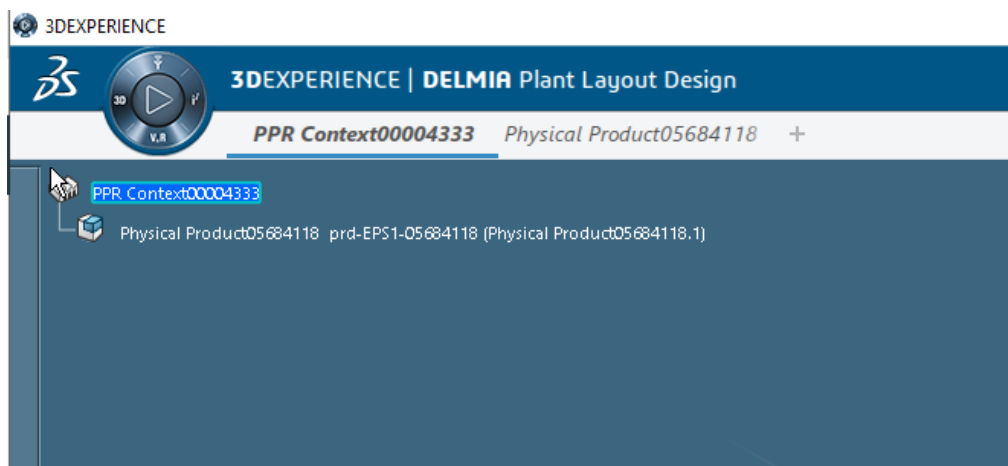 3DEXPERIENCE
3DEXPERIENCE | DELMIA Plant Layout Design
3D V,R i²
PPR Context00004333 Physical Product05684118 +
PPR Context00004333
Physical Product05684118 prd-EPS1-05684118 (Physical Product05684118.1)